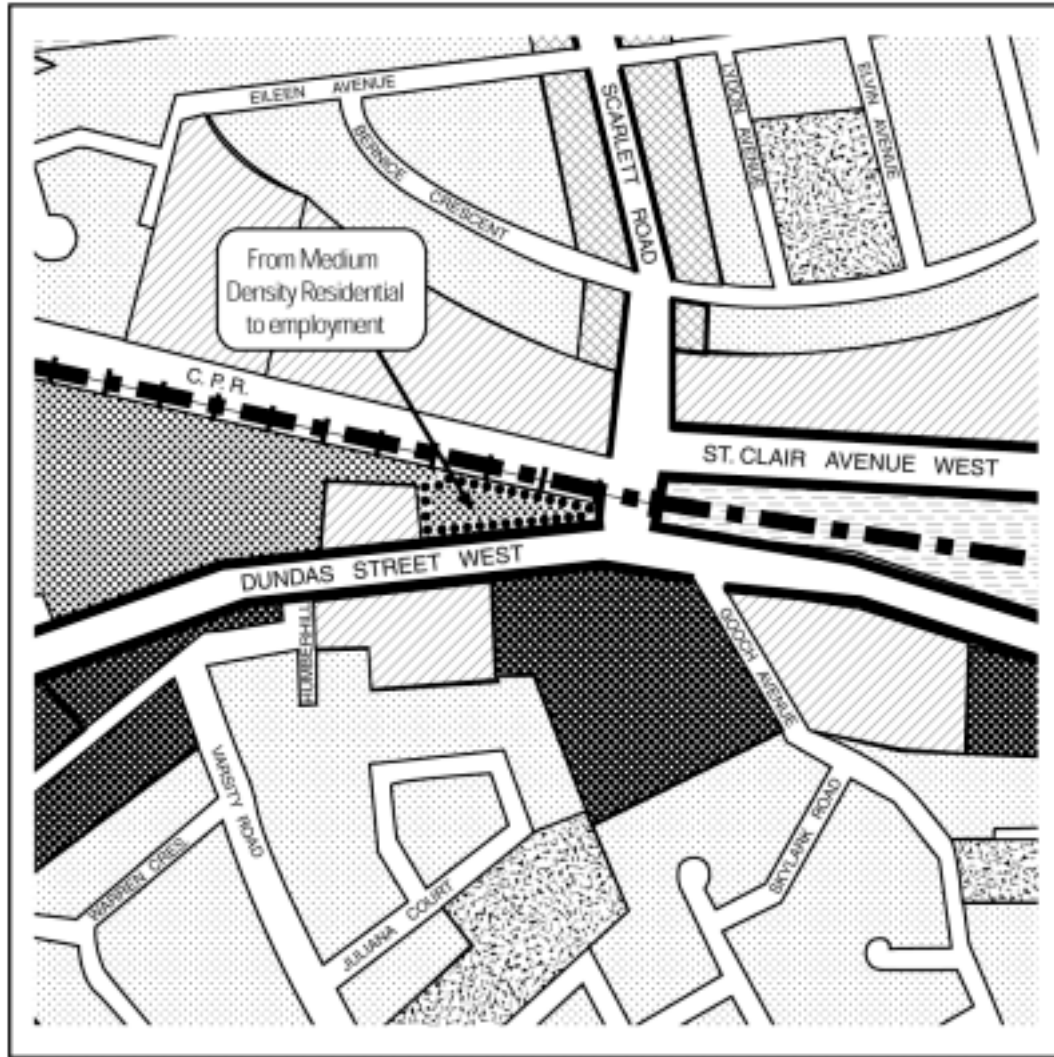 EILEEN AVENUE
BERNICE CRESCENT
SCARLETT ROAD
LYDON AVENUE
ELVIN AVENUE
From Medium
Density Residential
to employment
C. P. R.
ST. CLAIR AVENUE WEST
DUNDAS STREET WEST
HUMBERHILL
GOOCH AVENUE
VARSITY ROAD
SKYLARK ROAD
WARREN CRES.
JULIANA COURT